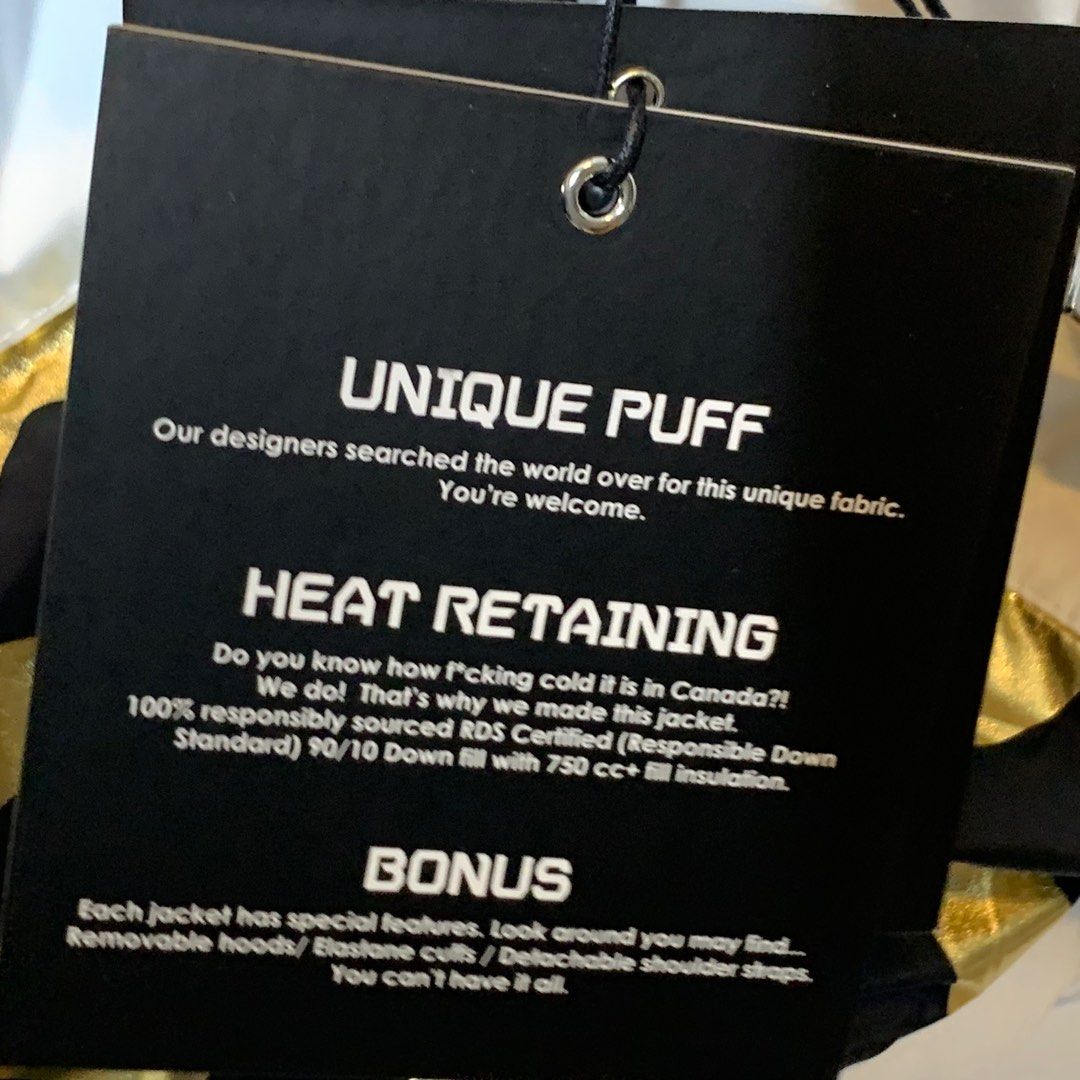 UNIQUE PUFF
Our designers searched the world over for this unique fabric.
You're welcome.
HEAT RETAINING
Do you know how f*cking cold it is in Canada?!
We do! That's why we made this jacket.
100% responsibly sourced RDS Certified (Responsible Down
Standard) 90/10 Down fill with 750 cc+ fill insulation.
BONUS
Each jacket has special features. Look around you may find...
Removable hoods/ Elastane cuffs / Detachable shoulder straps.
You can't have it all.